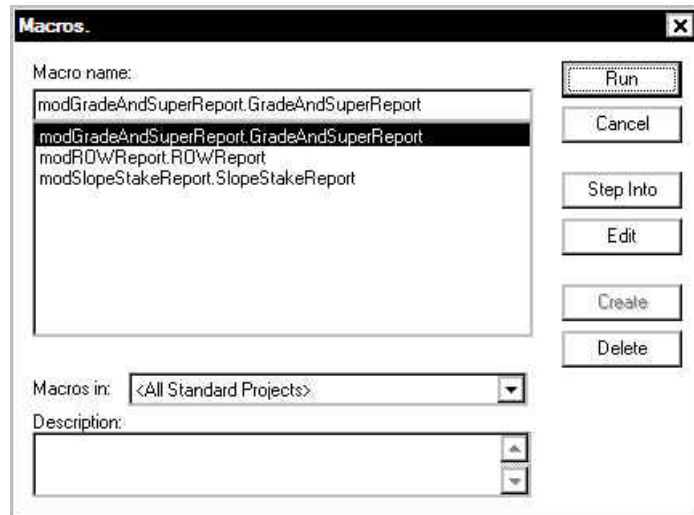 Macros.
Macro name:
modGradeAndSuperReport.GradeAndSuperReport
modGradeAndSuperReport.GradeAndSuperReport
modROWReport.ROWReport
modSlopeStakeReport.SlopeStakeReport
Run
Cancel
Step Into
Edit
Create
Delete
Macros in: <All Standard Projects>
Description: